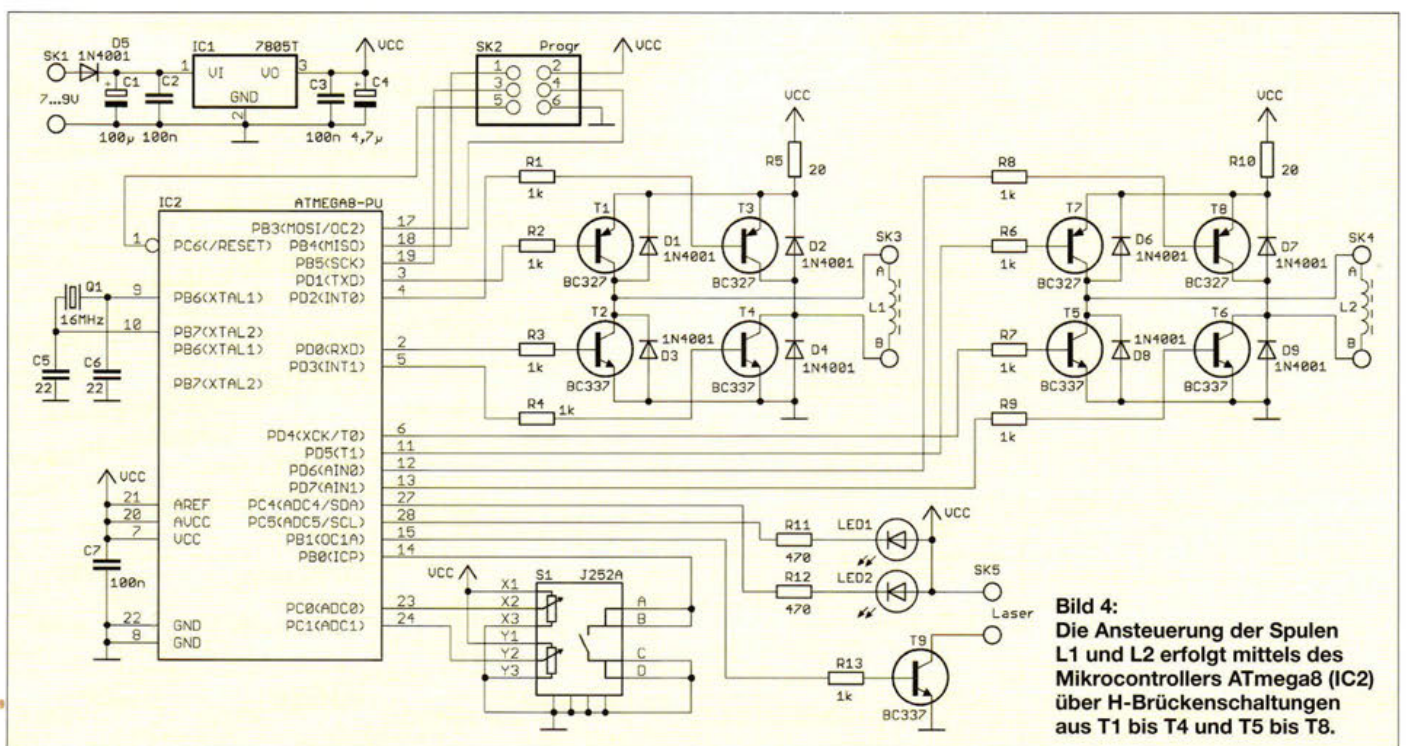 SK1
D5
1N4001
IC1 7805T
1 VI VO 3
GND
2
VCC
C1
C2
C3
C4
7...9V
100µ 100n
100n 4,7µ
SK2 Progr
1 2
3 4
5 6
VCC
IC2 ATMEGA8-PU
1 PC6(/RESET)
PB3(MOSI/OC2) 17
PB4(MISO) 18
PB5(SCK) 19
PD1(TXD) 3
PD2(INT0) 4
Q1
16MHz
9 PB6(XTAL1)
10 PB7(XTAL2)
PB6(XTAL1)
PB7(XTAL2)
C5
22
C6
22
PD0(RXD) 2
PD3(INT1) 5
PD4(XCK/T0) 6
PD5(T1) 11
PD6(AIN0) 12
PD7(AIN1) 13
PC4(ADC4/SDA) 27
PC5(ADC5/SCL) 28
PB1(OC1A) 15
PB0(ICP) 14
PC0(ADC0) 23
PC1(ADC1) 24
VCC
21 AREF
20 AVCC
7 VCC
C7
100n
22 GND
8 GND
R1
1k
R2
1k
R3
1k
R4 1k
VCC
R5 20
T1
BC327
D1
1N4001
T3
BC327
D2
1N4001
T2
BC337
1N4001
D3
T4
BC337
D4
1N4001
SK3
A
L1
B
R8
1k
R6
1k
R7
1k
R9
1k
VCC
R10 20
T7
BC327
D6
1N4001
T8
BC327
D7
1N4001
T5
BC337
1N4001
D8
T6
BC337
D9
1N4001
SK4
A
L2
B
VCC
S1 J252A
X1
X2
X3
Y1
Y2
Y3
A
B
C
D
R11
470
LED1
R12
470
LED2
VCC
SK5
Laser
T9
R13
1k
BC337
Bild 4:
Die Ansteuerung der Spulen
L1 und L2 erfolgt mittels des
Mikrocontrollers ATmega8 (IC2)
über H-Brückenschaltungen
aus T1 bis T4 und T5 bis T8.